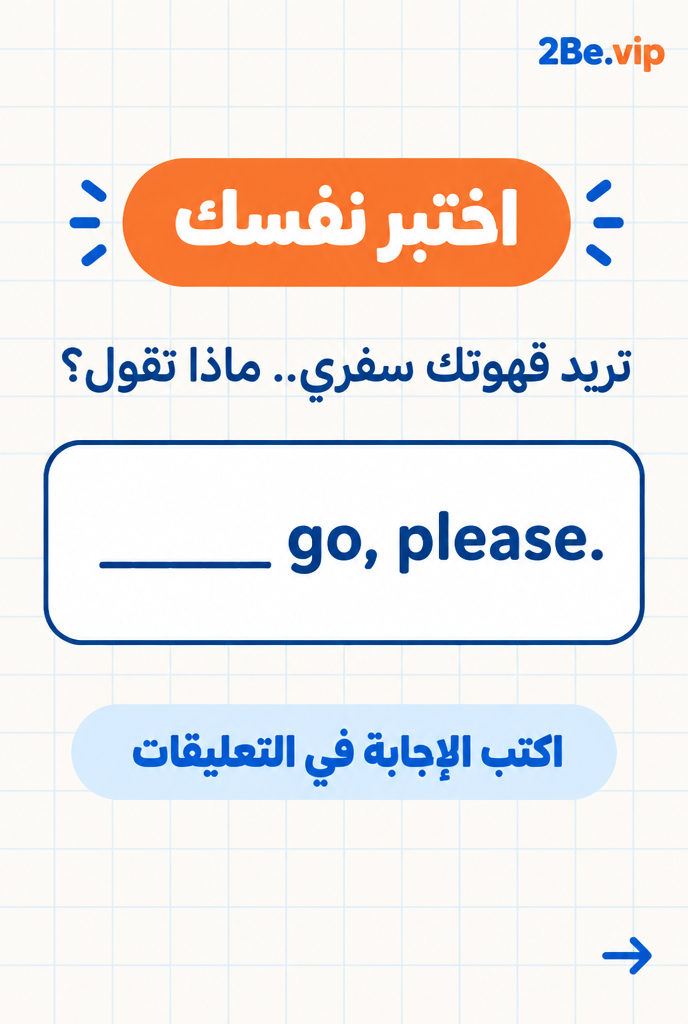 2Be.vip
اختبر نفسك
تريد قهوتك سفري.. ماذا تقول؟
______ go, please.
اكتب الإجابة في التعليقات